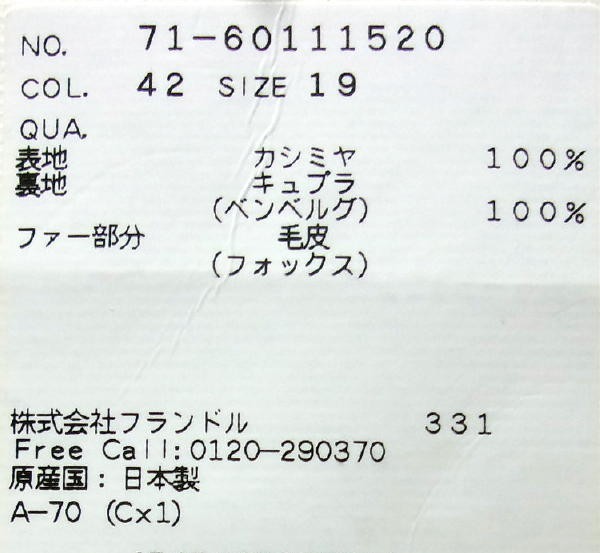 NO. 71-60111520
COL. 42 SIZE 19
QUA.
表地 カシミヤ 100%
裏地 キュプラ
(ベンベルグ) 100%
ファー部分 毛皮
(フォックス)
株式会社フランドル 331
Free Call:0120-290370
原産国:日本製
A-70 (Cx1)